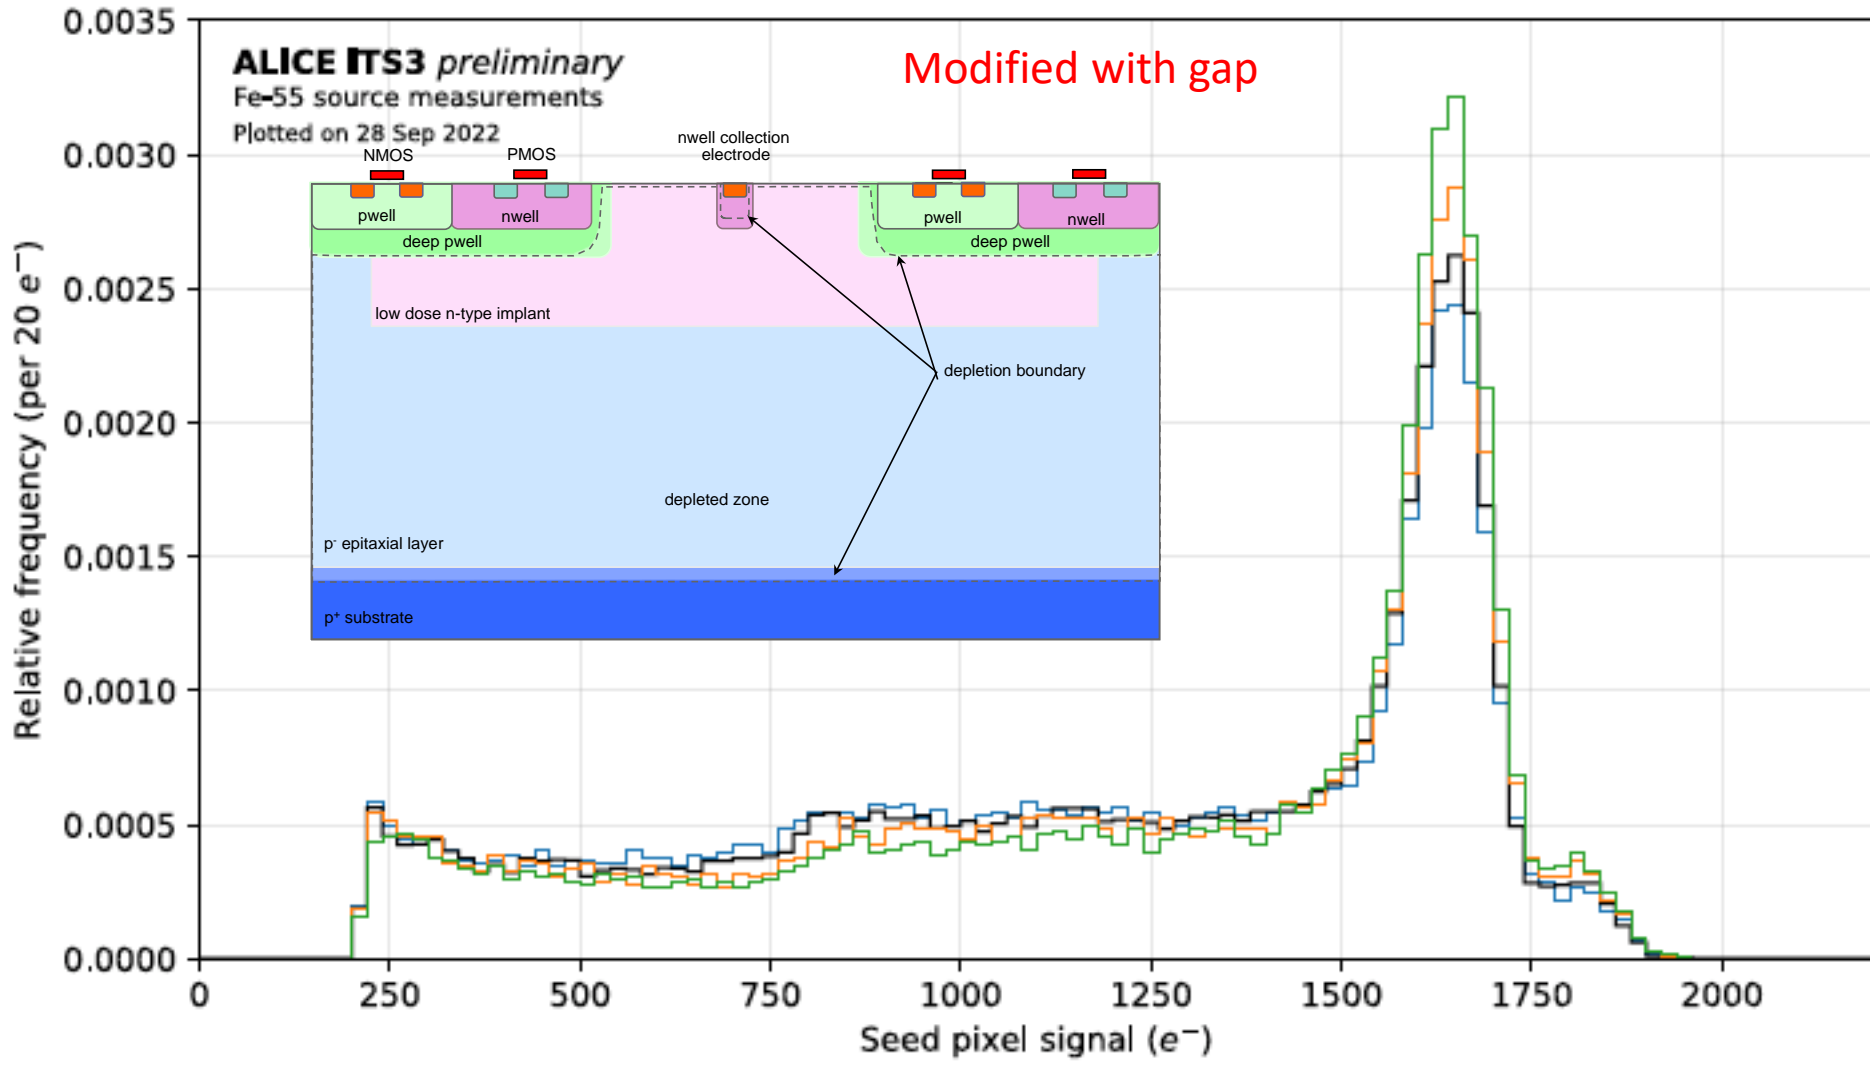 0.0035
ALICE ITS3 preliminary
Modified with gap
Fe-55 source measurements
Plotted on 28 Sep 2022
0.0030
NMOS
PMOS
nwell collection
electrode
pwell
nwell
pwell
nwell
deep pwell
deep pwell
0.0025
low dose n-type implant
depletion boundary
0.0020
depleted zone
p- epitaxial layer
0.0015
p+ substrate
0.0010
0.0005
0.0000
Relative frequency (per 20 e⁻)
0
250
500
750
1000
1250
1500
1750
2000
Seed pixel signal (e⁻)